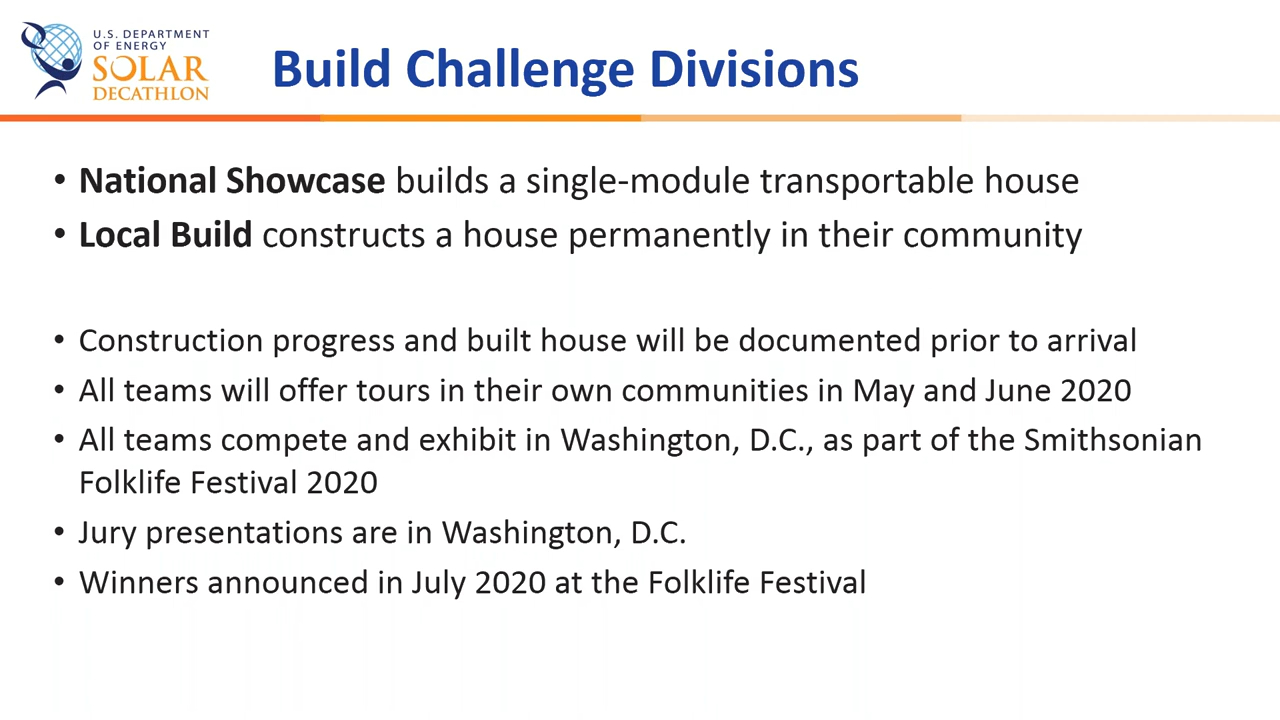 U.S. DEPARTMENT
OF ENERGY
SOLAR
DECATHLON
Build Challenge Divisions
• National Showcase builds a single-module transportable house
• Local Build constructs a house permanently in their community
• Construction progress and built house will be documented prior to arrival
• All teams will offer tours in their own communities in May and June 2020
• All teams compete and exhibit in Washington, D.C., as part of the Smithsonian
Folklife Festival 2020
• Jury presentations are in Washington, D.C.
• Winners announced in July 2020 at the Folklife Festival